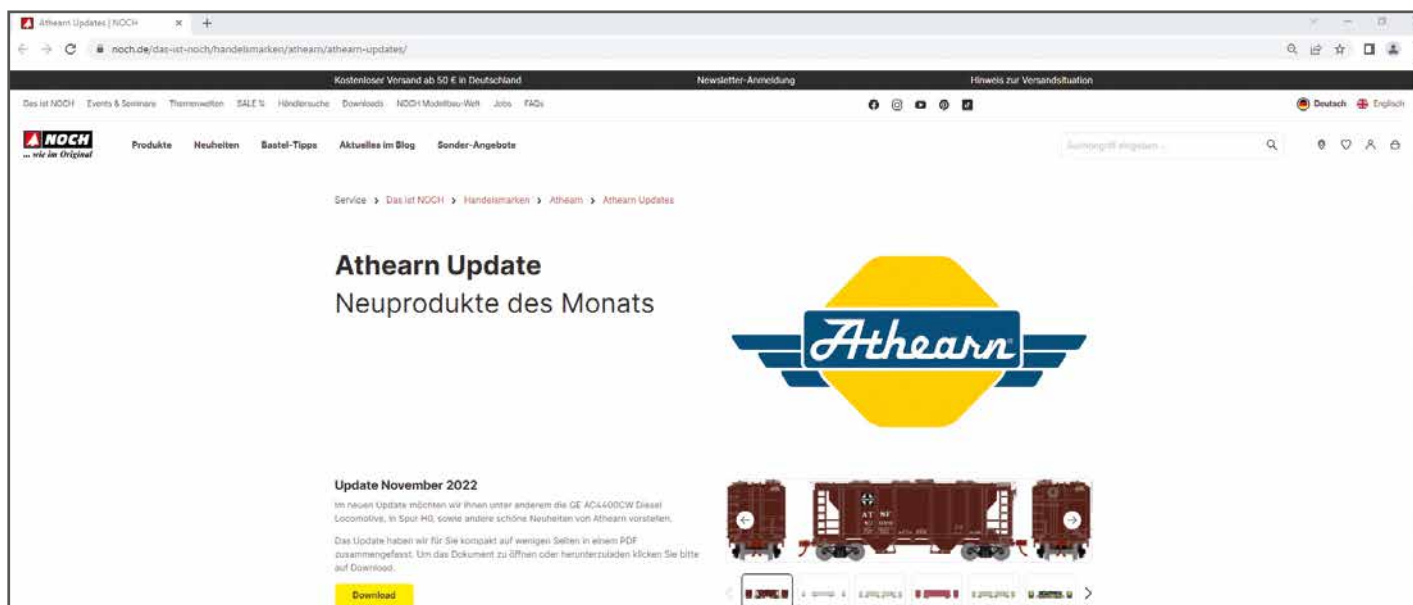 Athearn Updates | NOCH
noch.de/das-ist-noch/handelsmarken/athearn/athearn-updates/
Kostenloser Versand ab 50 € in Deutschland Newsletter-Anmeldung Hinweis zur Versandsituation
Das ist NOCH Events & Seminare Themenwelten SALE % Händlersuche Downloads NOCH Modellbau-Welt Jobs FAQs Deutsch Englisch
NOCH
... wie im Original
Produkte Neuheiten Bastel-Tipps Aktuelles im Blog Sonder-Angebote Suchbegriff eingeben ...
Service > Das ist NOCH > Handelsmarken > Athearn > Athearn Updates
Athearn Update
Neuprodukte des Monats
Athearn
Update November 2022
Im neuen Update möchten wir Ihnen unter anderem die GE AC4400CW Diesel
Locomotive, in Spur H0, sowie andere schöne Neuheiten von Athearn vorstellen.
Das Update haben wir für Sie kompakt auf wenigen Seiten in einem PDF
zusammengefasst. Um das Dokument zu öffnen oder herunterzuladen klicken Sie bitte
auf Download.
Download
AT SF